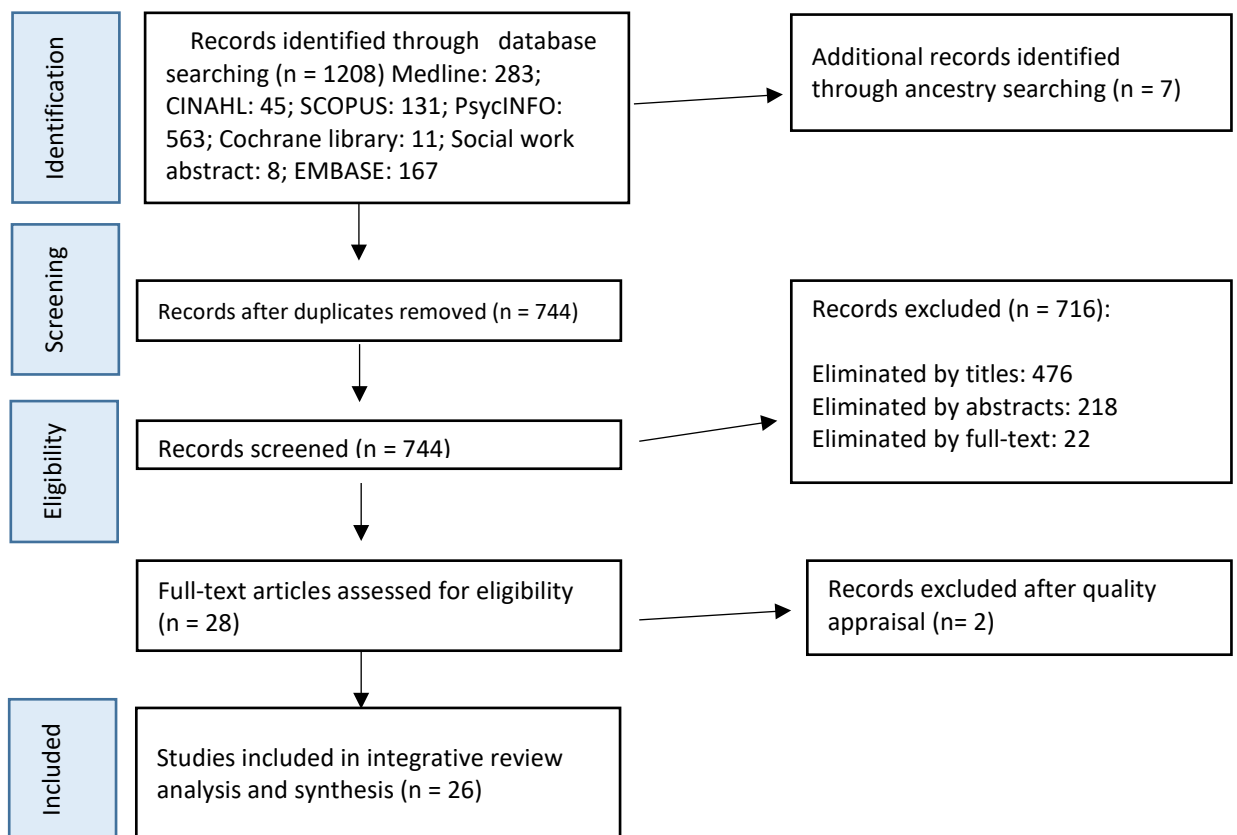 Identification
Records identified through database
searching (n = 1208) Medline: 283;
CINAHL: 45; SCOPUS: 131; PsycINFO:
563; Cochrane library: 11; Social work
abstract: 8; EMBASE: 167
Additional records identified
through ancestry searching (n = 7)
Screening
Records after duplicates removed (n = 744)
Records excluded (n = 716):
Eliminated by titles: 476
Eliminated by abstracts: 218
Eliminated by full-text: 22
Eligibility
Records screened (n = 744)
Full-text articles assessed for eligibility
(n = 28)
Records excluded after quality
appraisal (n= 2)
Included
Studies included in integrative review
analysis and synthesis (n = 26)